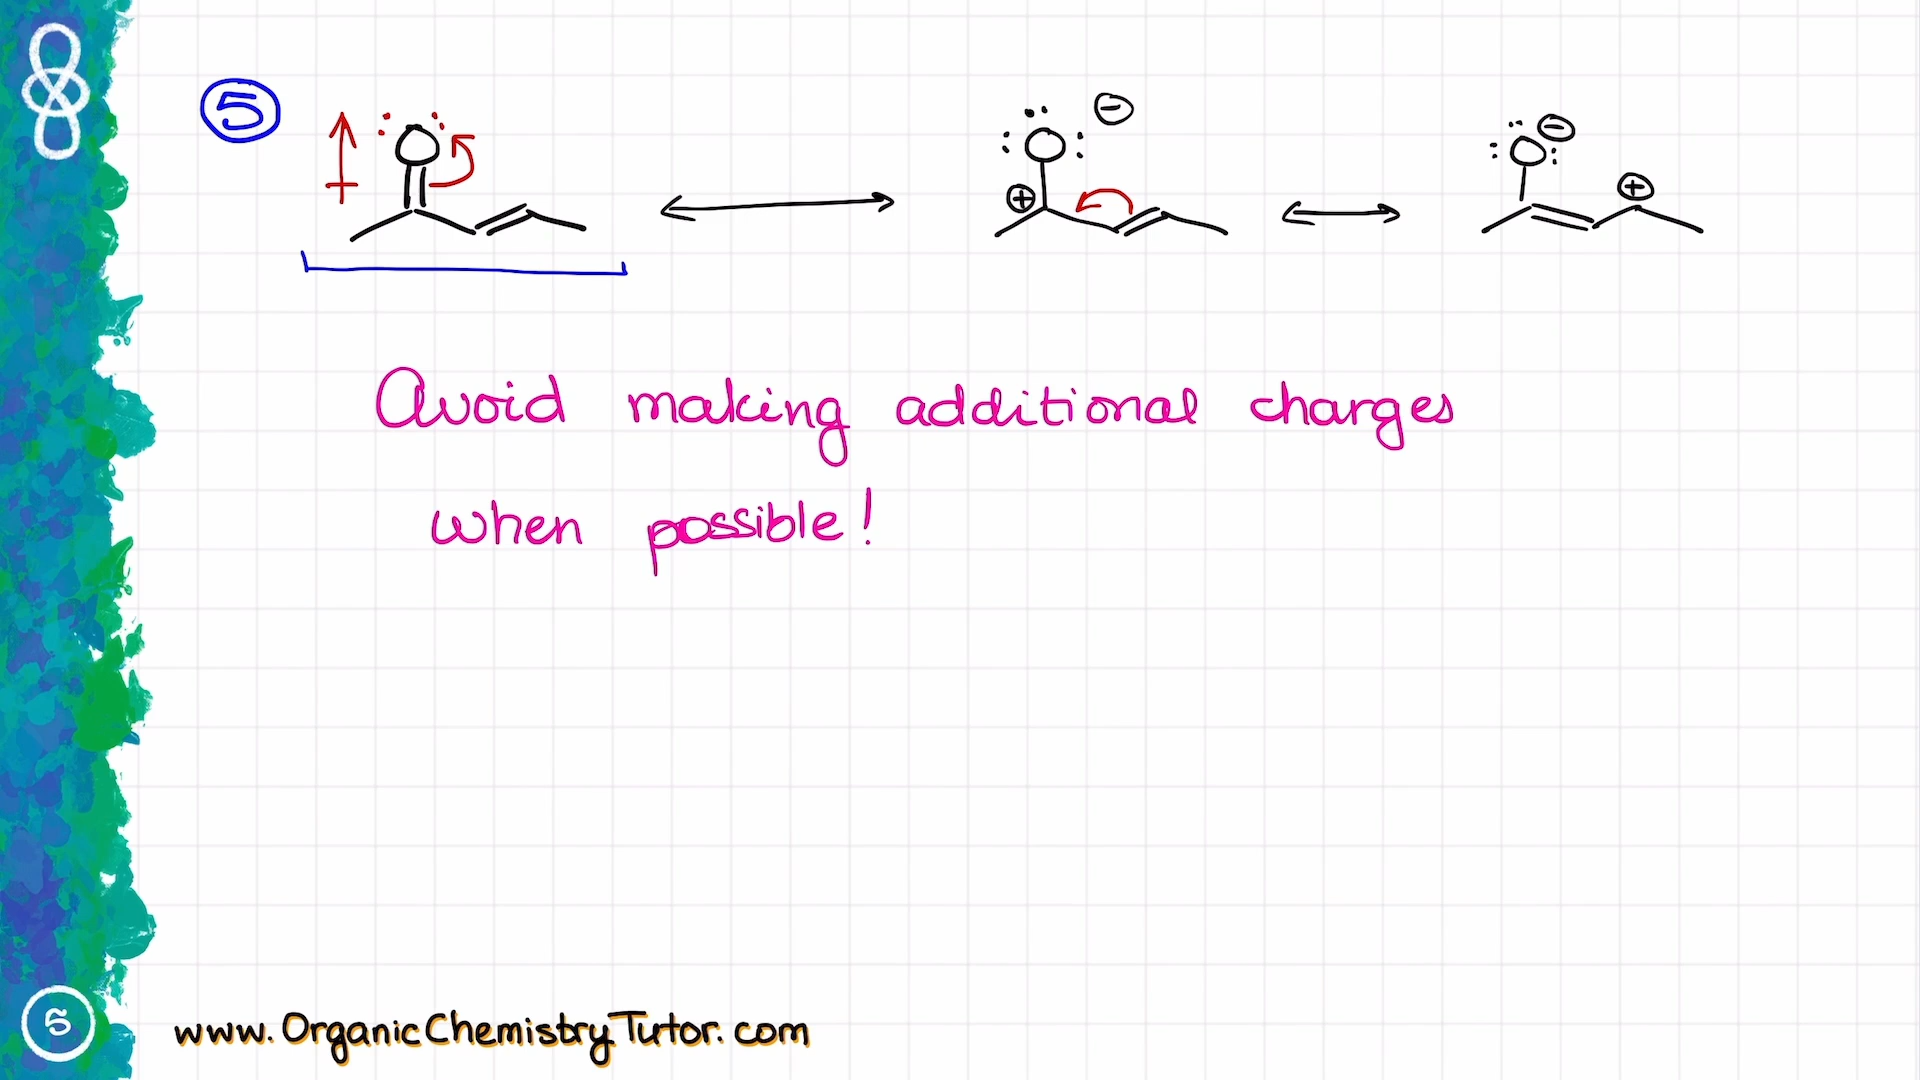 5
O
O
O
Avoid making additional charges
when possible!
5
www.OrganicChemistryTutor.com